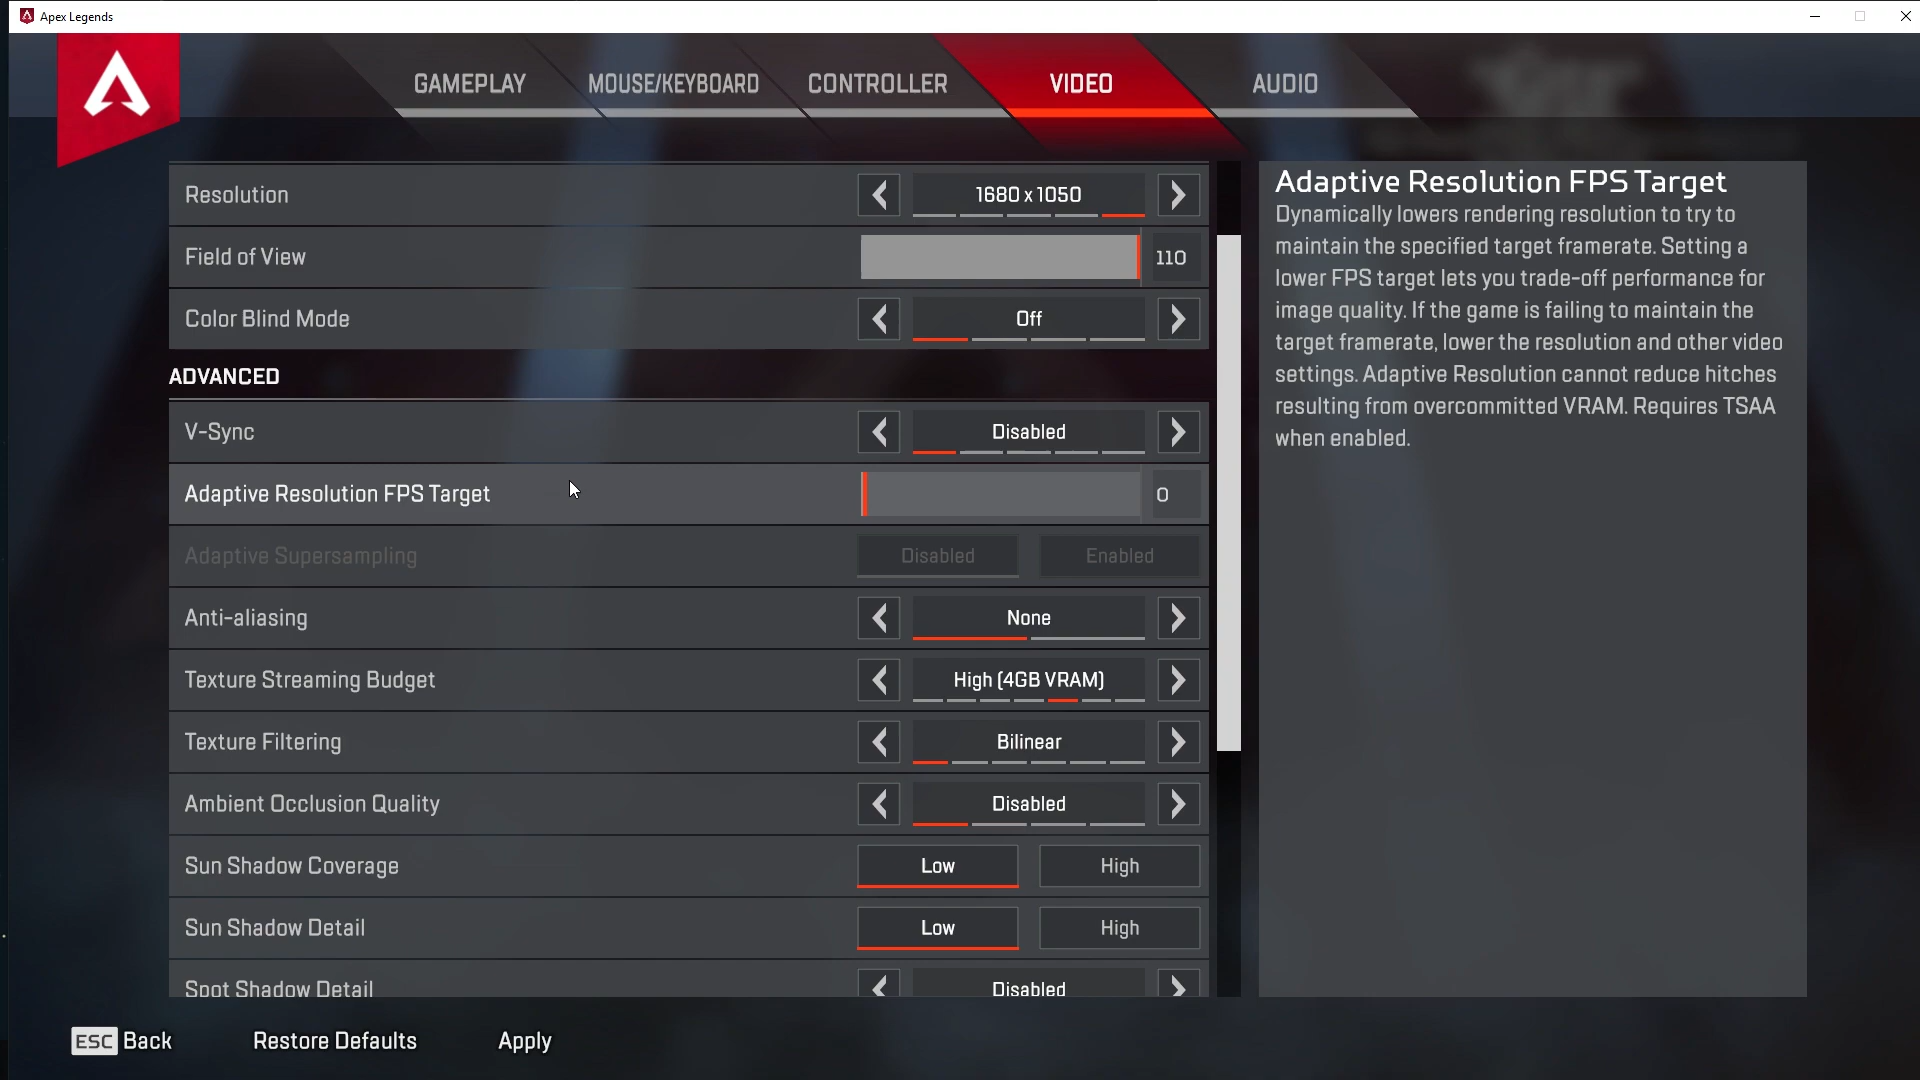 Apex Legends
GAMEPLAY
MOUSE/KEYBOARD
CONTROLLER
VIDEO
AUDIO
Resolution
1680 x 1050
Field of View
110
Color Blind Mode
Off
ADVANCED
V-Sync
Disabled
Adaptive Resolution FPS Target
0
Adaptive Supersampling
Disabled
Enabled
Anti-aliasing
None
Texture Streaming Budget
High (4GB VRAM)
Texture Filtering
Bilinear
Ambient Occlusion Quality
Disabled
Sun Shadow Coverage
Low
High
Sun Shadow Detail
Low
High
Spot Shadow Detail
Disabled
Adaptive Resolution FPS Target
Dynamically lowers rendering resolution to try to
maintain the specified target framerate. Setting a
lower FPS target lets you trade-off performance for
image quality. If the game is failing to maintain the
target framerate, lower the resolution and other video
settings. Adaptive Resolution cannot reduce hitches
resulting from overcommitted VRAM. Requires TSAA
when enabled.
ESC Back
Restore Defaults
Apply